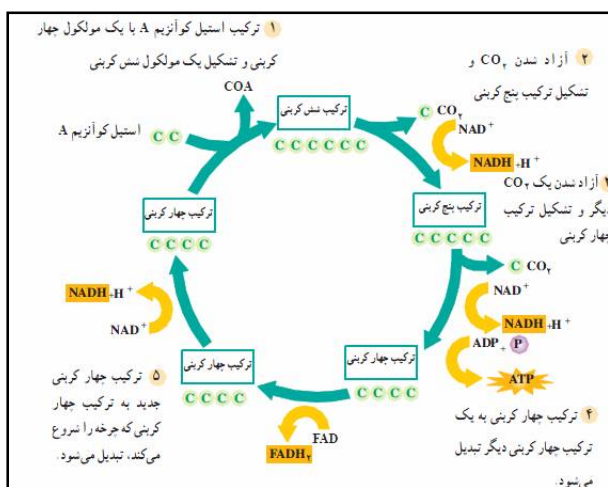 ۱ ترکیب استیل کوآنزیم A با یک مولکول چهار
کربنی و تشکیل یک مولکول شش کربنی
COA
استیل کوآنزیم A
C C
ترکیب شش کربنی
C C C C C C
۲ آزاد شدن CO۲ و
تشکیل ترکیب پنج کربنی
C CO۲
NAD+
NADH+H+
ترکیب پنج کربنی
C C C C C
۳ آزاد شدن یک CO۲
دیگر و تشکیل ترکیب
چهار کربنی
C CO۲
NAD+
NADH+H+
ADP+ P
ATP
ترکیب چهار کربنی
C C C C
۴ ترکیب چهار کربنی به یک
ترکیب چهار کربنی دیگر تبدیل
می‌شود.
FAD
FADH۲
ترکیب چهار کربنی
C C C C
۵ ترکیب چهار کربنی
جدید به ترکیب چهار
کربنی که چرخه را شروع
می‌کند، تبدیل می‌شود.
NAD+
NADH+H+
ترکیب چهار کربنی
C C C C